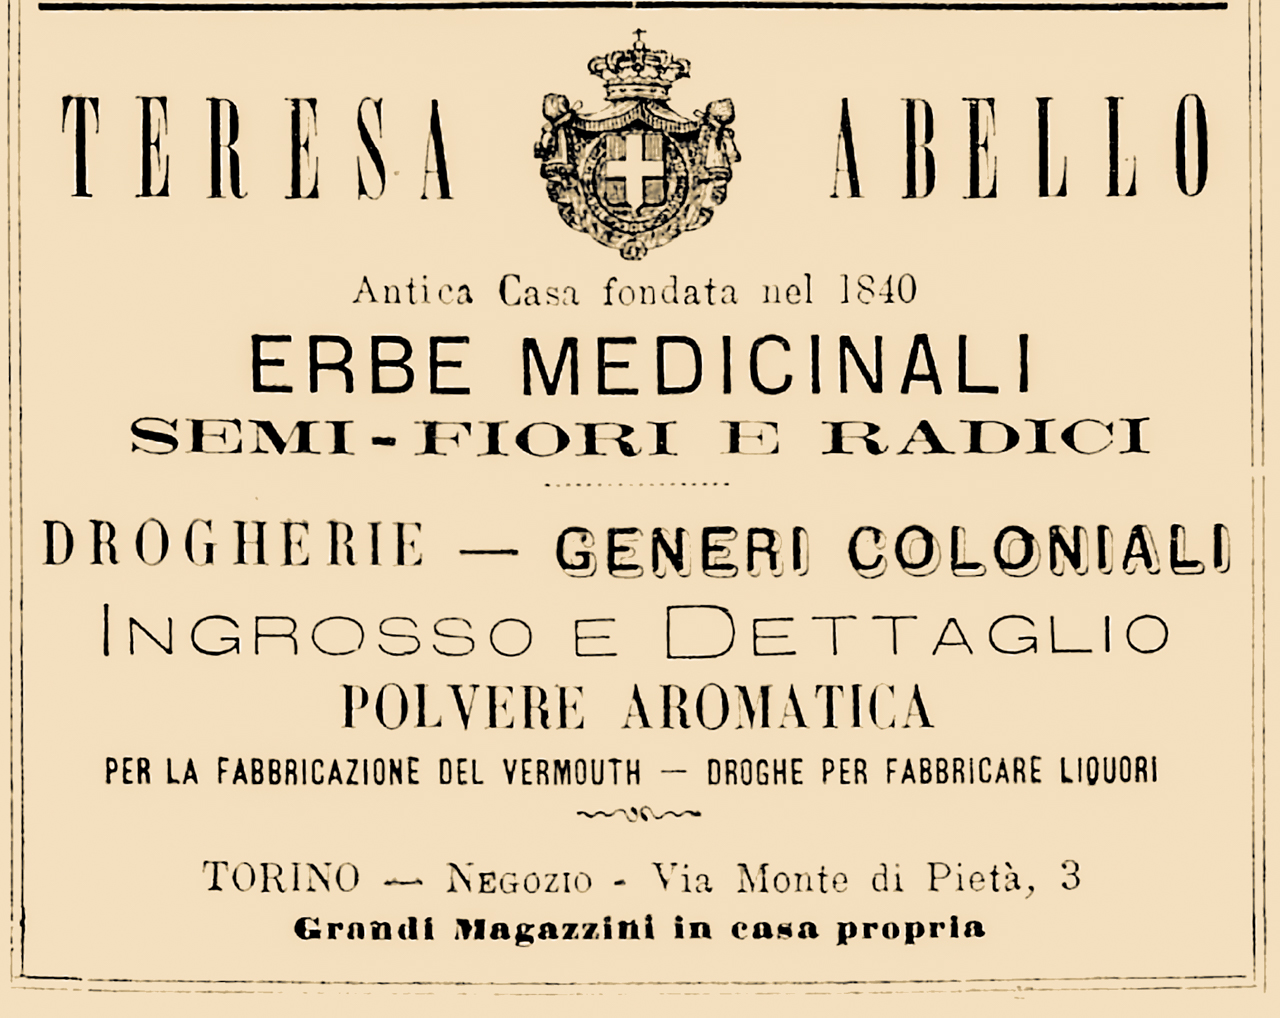 TERESA ABELLO
Antica Casa fondata nel 1840
ERBE MEDICINALI
SEMI-FIORI E RADICI
DROGHERIE — GENERI COLONIALI
INGROSSO E DETTAGLIO
POLVERE AROMATICA
PER LA FABBRICAZIONE DEL VERMOUTH — DROGHE PER FABBRICARE LIQUORI
TORINO — NEGOZIO - Via Monte di Pietà, 3
Grandi Magazzini in casa propria